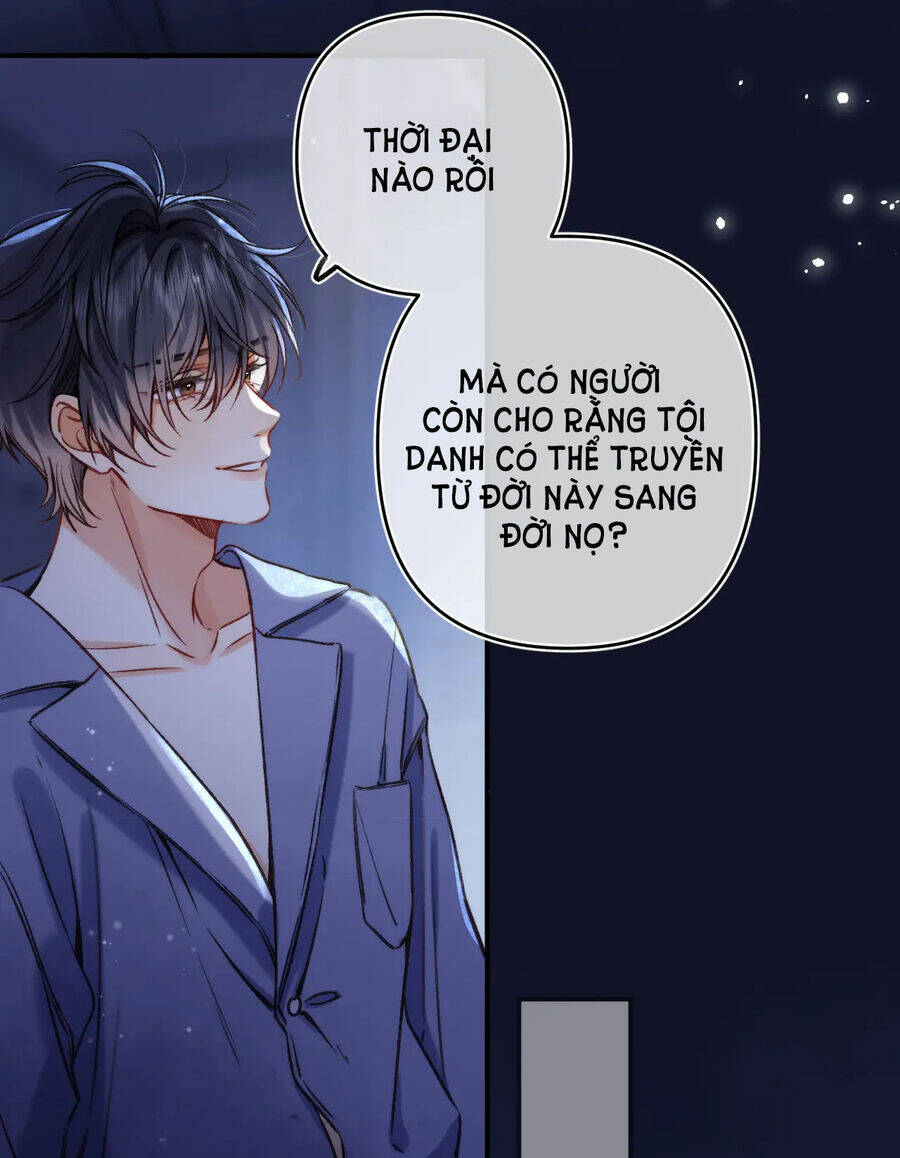 THỜI ĐẠI
NÀO RỒI
MÀ CÓ NGƯỜI
CÒN CHO RẰNG TỘI
DANH CÓ THỂ TRUYỀN
TỪ ĐỜI NÀY SANG
ĐỜI NỌ?